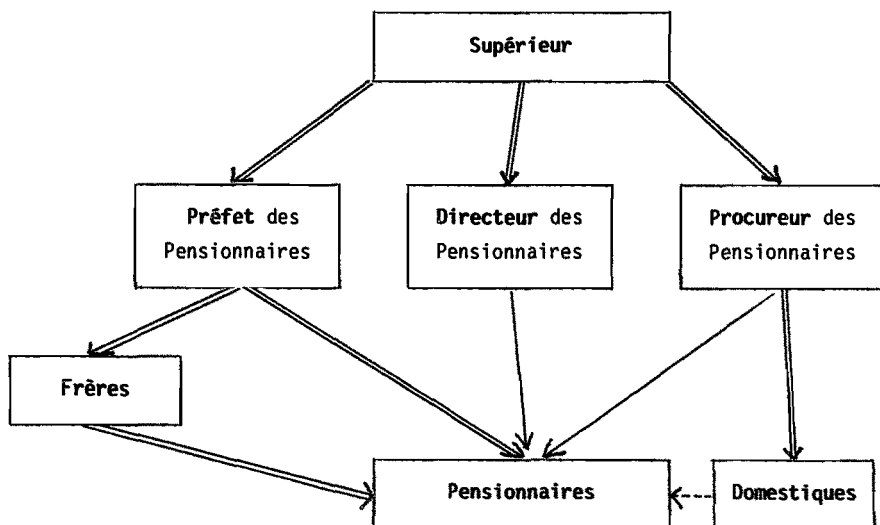 Supérieur
Préfet des
Pensionnaires
Directeur des
Pensionnaires
Procureur des
Pensionnaires
Frères
Pensionnaires
Domestiques